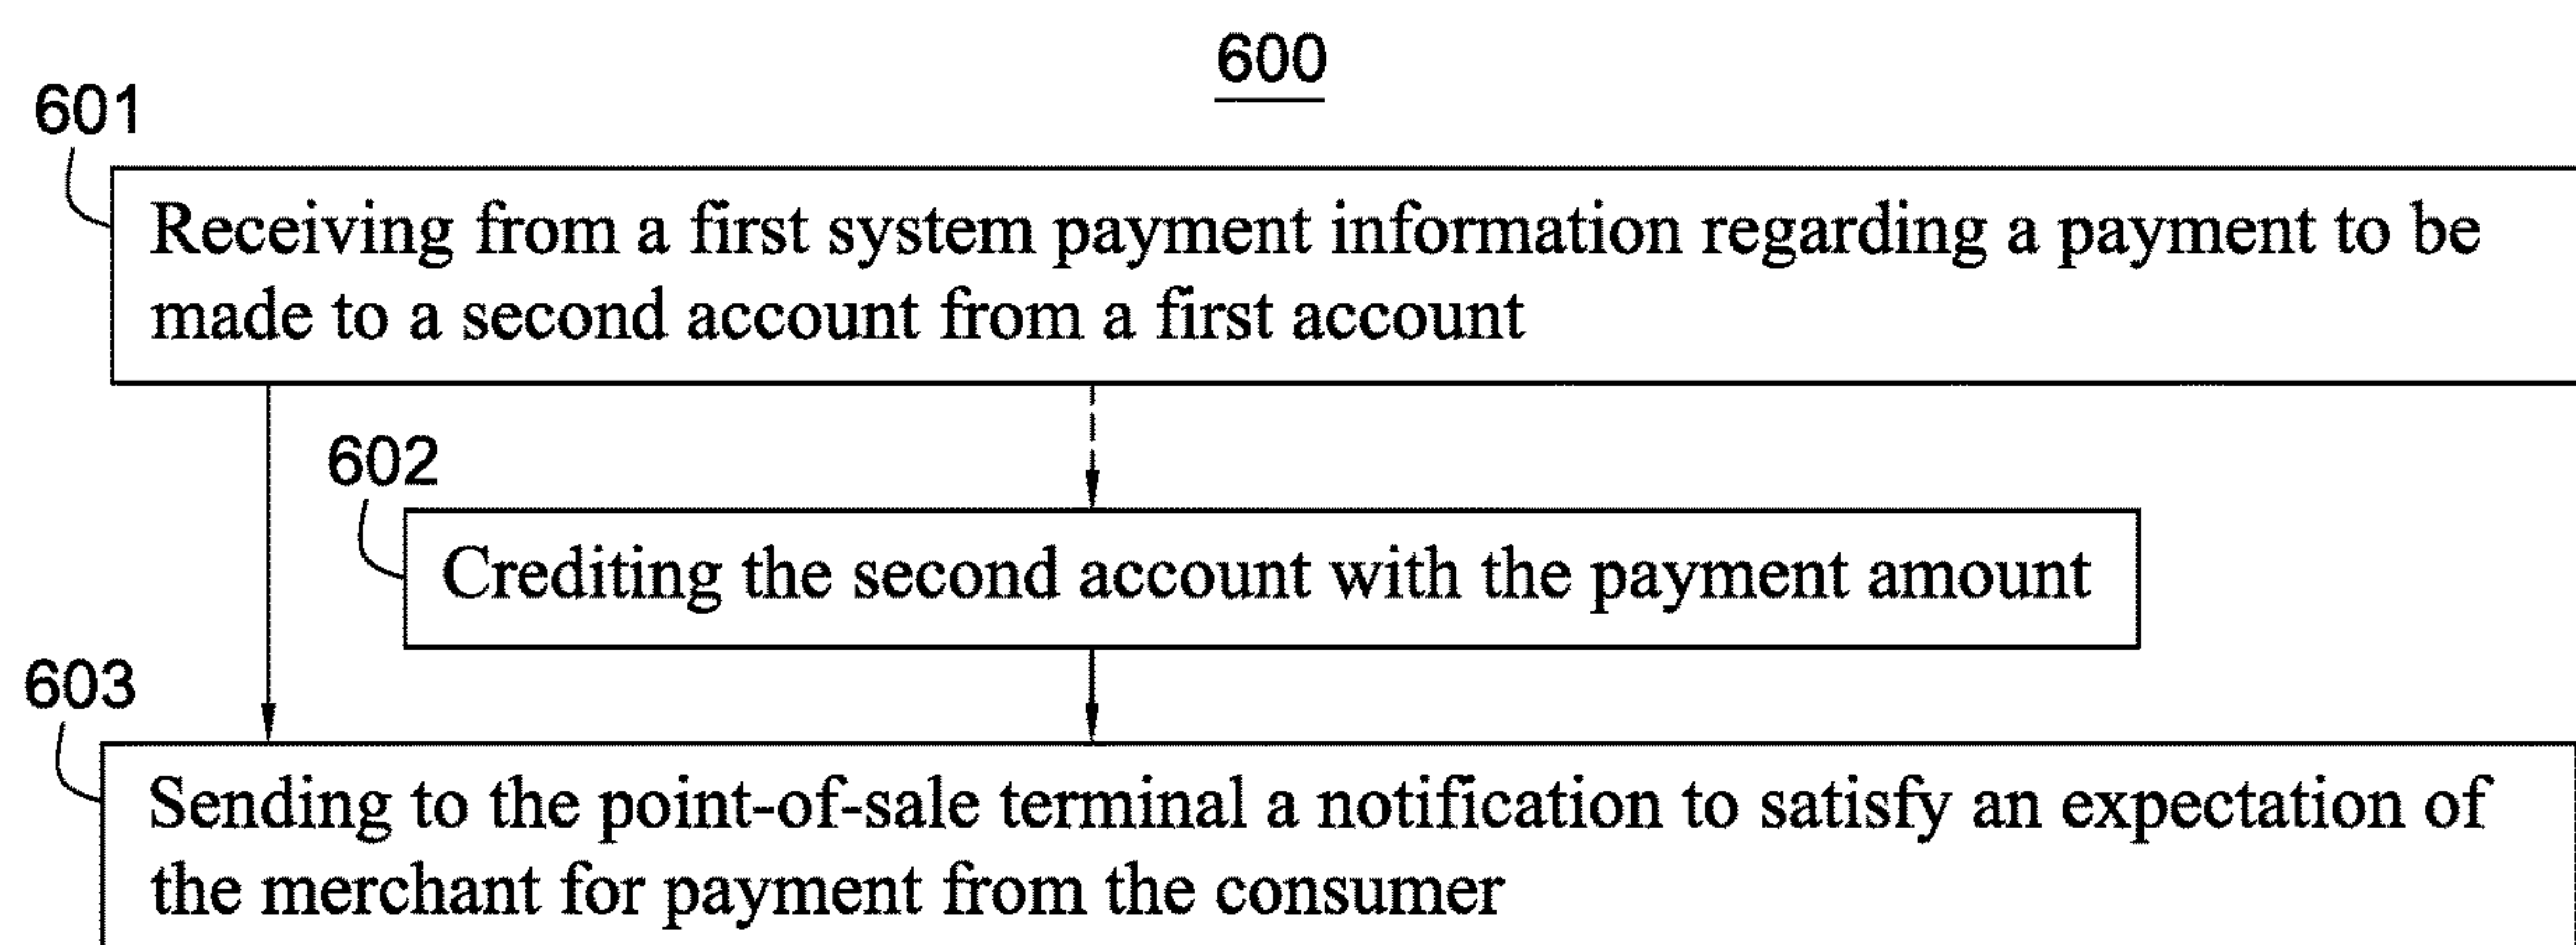 600
601
Receiving from a first system payment information regarding a payment to be
made to a second account from a first account
602
Crediting the second account with the payment amount
603
Sending to the point-of-sale terminal a notification to satisfy an expectation of
the merchant for payment from the consumer